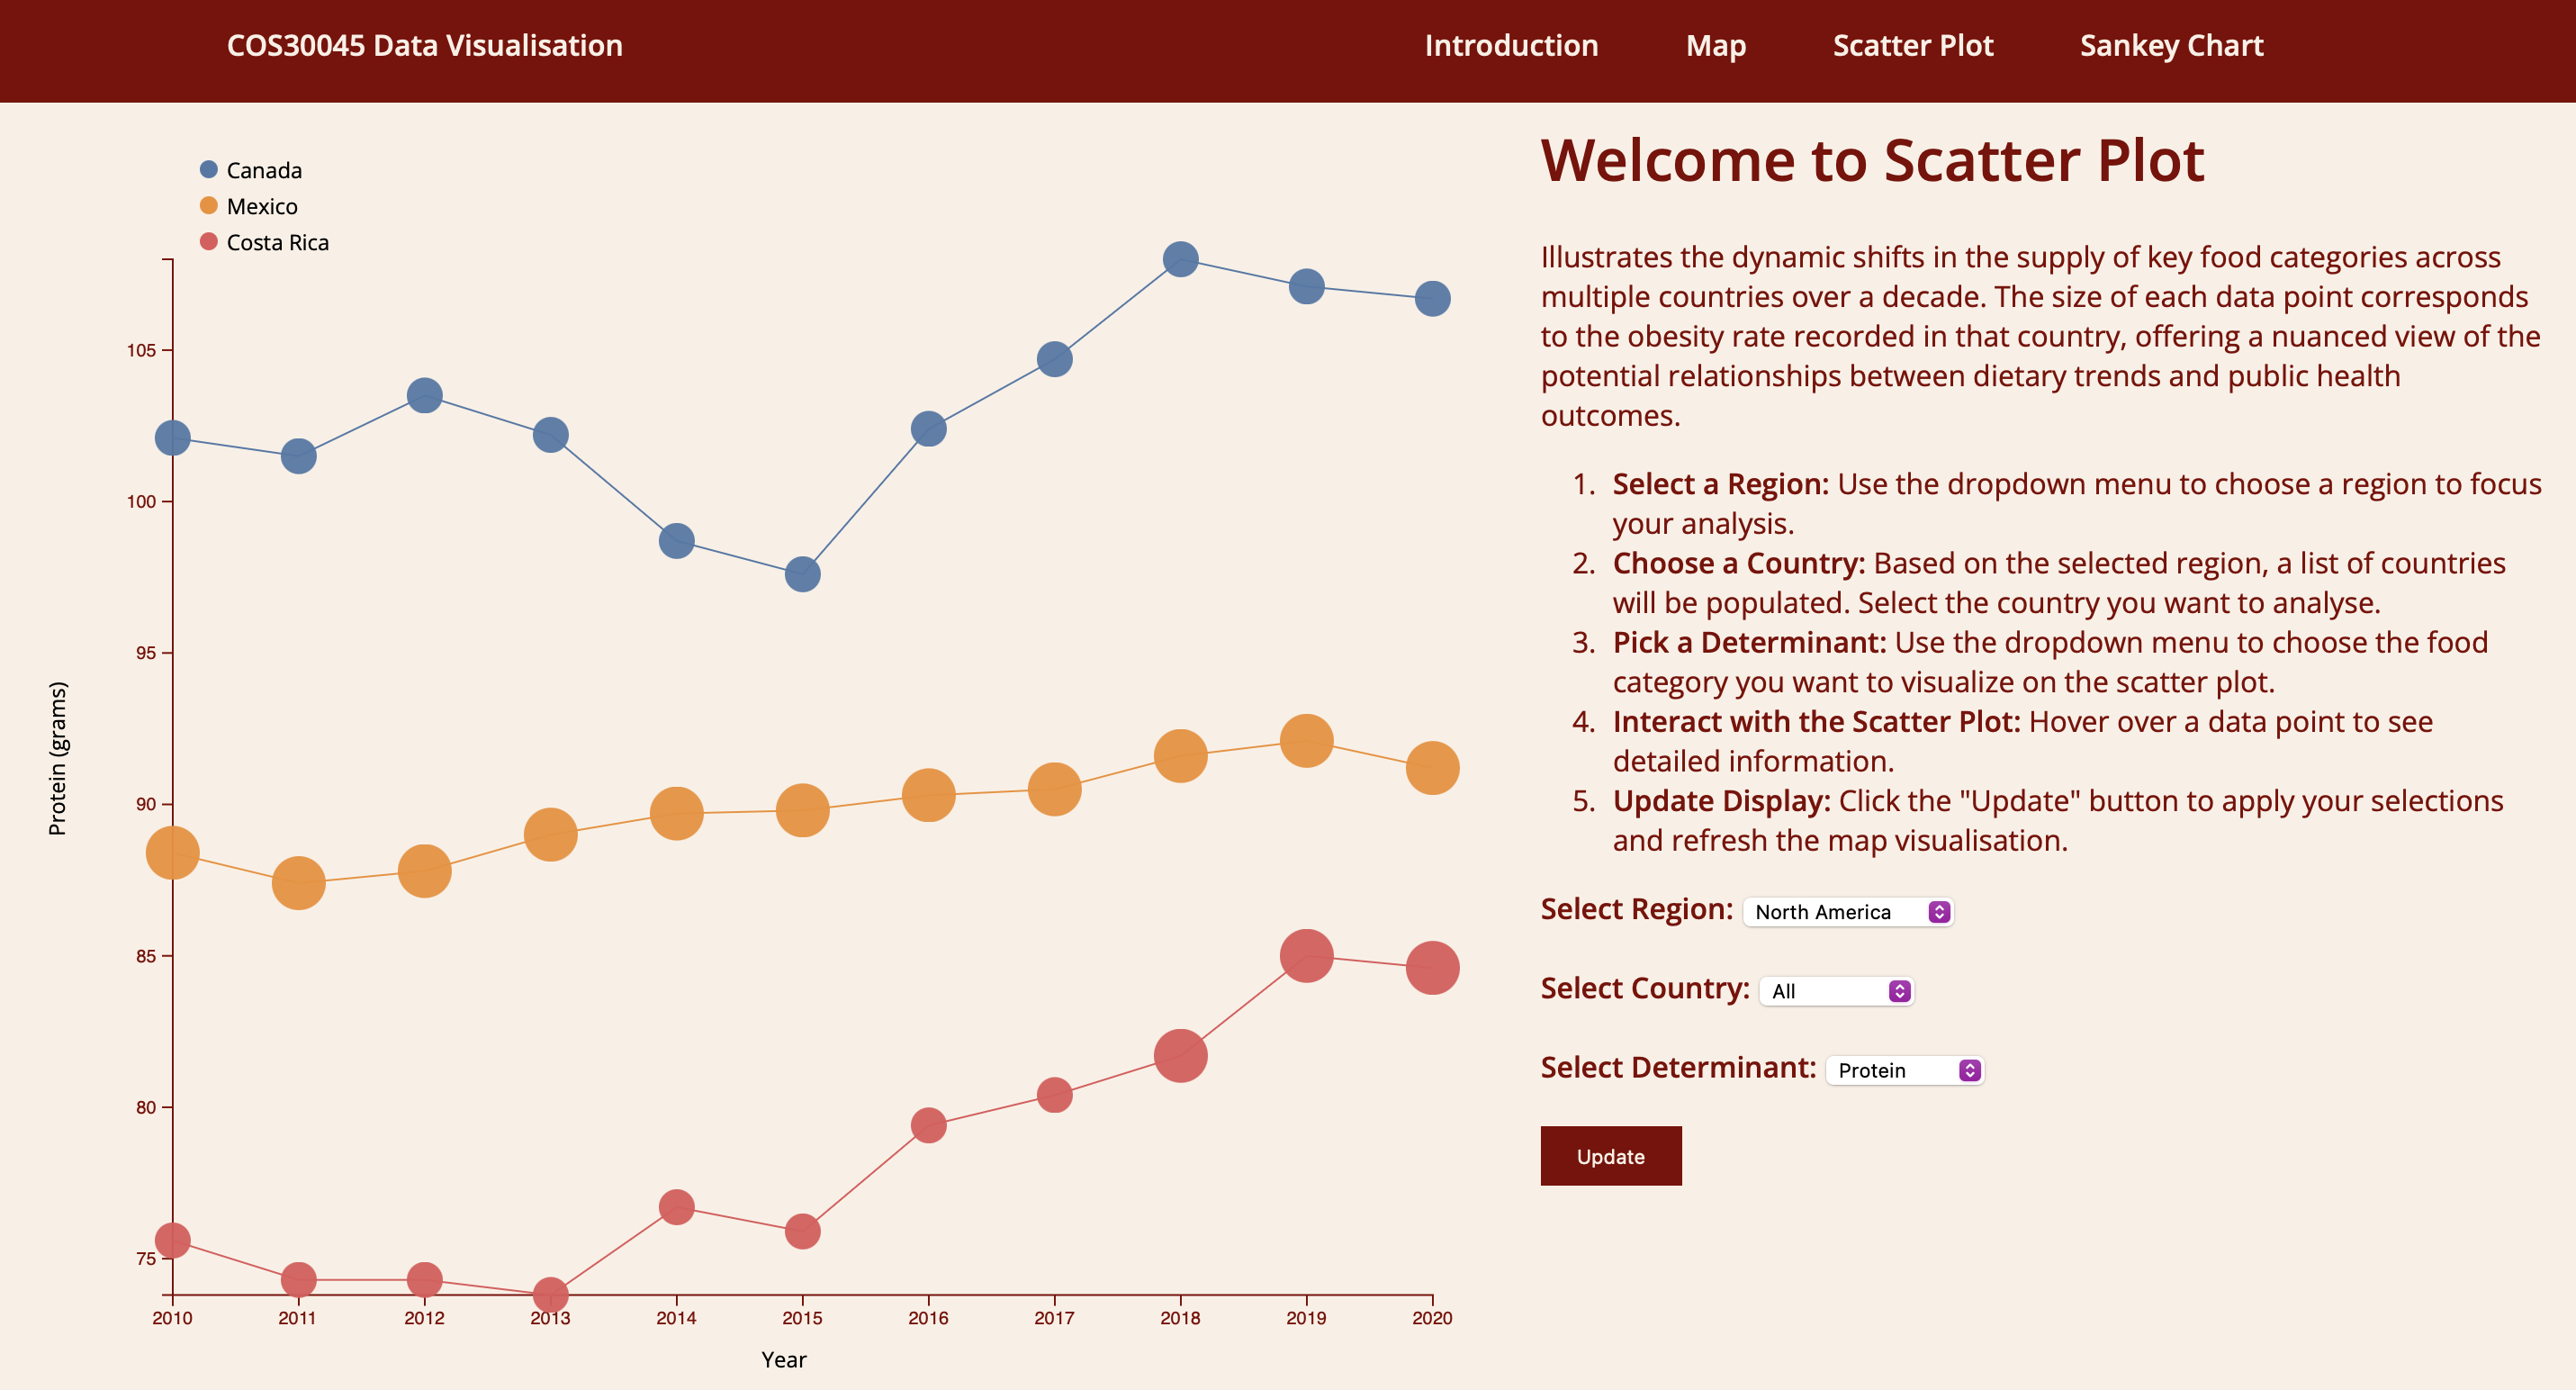 COS30045 Data Visualisation
Introduction
Map
Scatter Plot
Sankey Chart
Canada
Mexico
Costa Rica
105
100
95
90
85
80
75
Protein (grams)
2010
2011
2012
2013
2014
2015
2016
2017
2018
2019
2020
Year
Welcome to Scatter Plot
Illustrates the dynamic shifts in the supply of key food categories across
multiple countries over a decade. The size of each data point corresponds
to the obesity rate recorded in that country, offering a nuanced view of the
potential relationships between dietary trends and public health
outcomes.
1. Select a Region: Use the dropdown menu to choose a region to focus
your analysis.
2. Choose a Country: Based on the selected region, a list of countries
will be populated. Select the country you want to analyse.
3. Pick a Determinant: Use the dropdown menu to choose the food
category you want to visualize on the scatter plot.
4. Interact with the Scatter Plot: Hover over a data point to see
detailed information.
5. Update Display: Click the "Update" button to apply your selections
and refresh the map visualisation.
Select Region: North America
Select Country: All
Select Determinant: Protein
Update